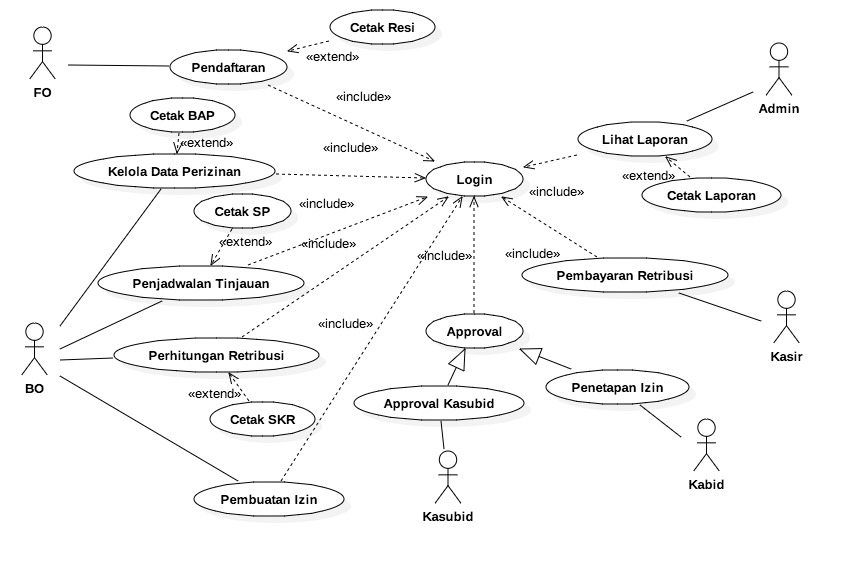 Cetak Resi
«extend»
Pendaftaran
FO
Admin
«include»
Cetak BAP
«extend»
Lihat Laporan
«include»
Kelola Data Perizinan
Login
«extend»
Cetak Laporan
«include»
«include»
Cetak SP
«extend»
«include»
«include»
«include»
Penjadwalan Tinjauan
Pembayaran Retribusi
«include»
Approval
Kasir
Perhitungan Retribusi
BO
«extend»
Penetapan Izin
Approval Kasubid
Cetak SKR
Kabid
Pembuatan Izin
Kasubid